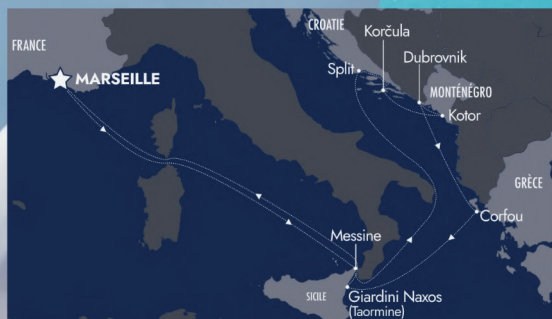 CROATIE
Korčula
FRANCE
Dubrovnik
Split
MARSEILLE
MONTÉNÉGRO
Kotor
GRÈCE
Corfou
Messine
SICILE
Giardini Naxos
(Taormine)